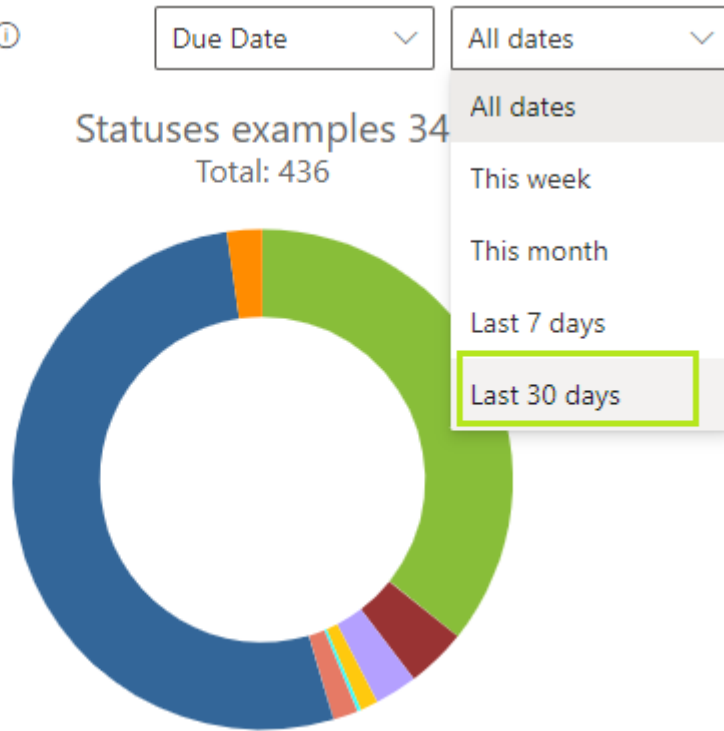 Due Date
All dates
Statuses examples 34
Total: 436
All dates
This week
This month
Last 7 days
Last 30 days